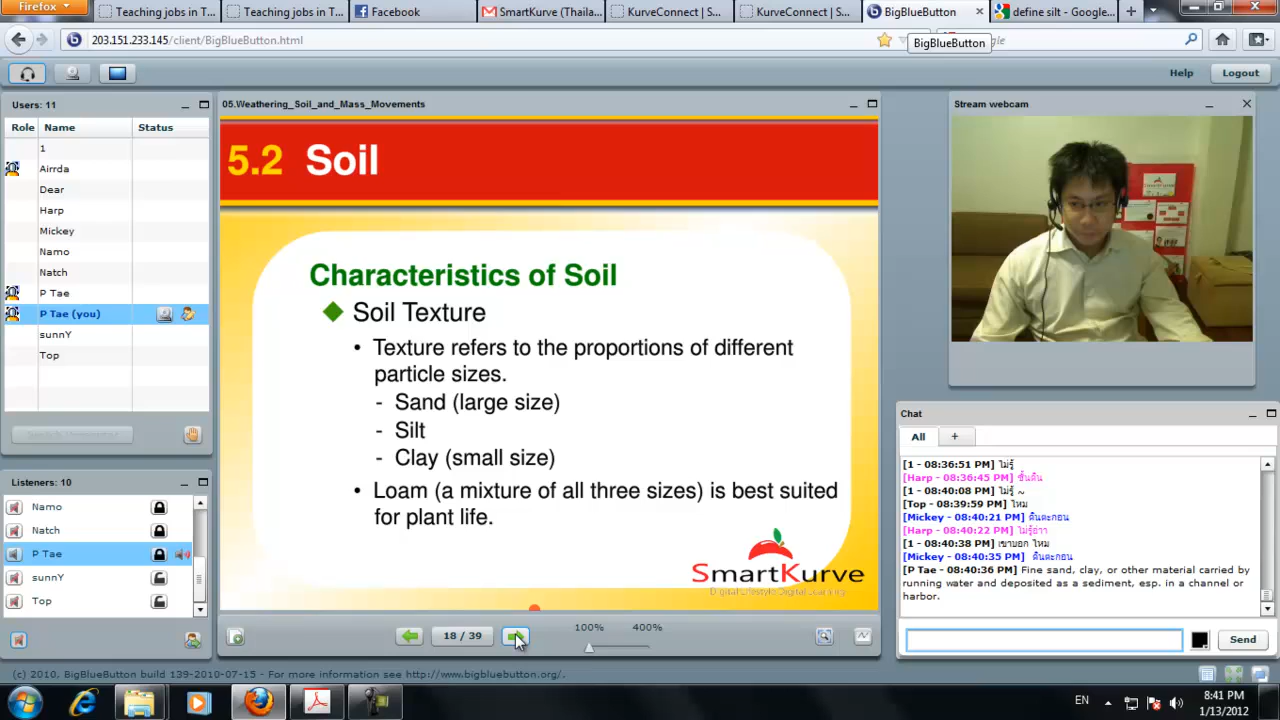 Firefox
Teaching jobs in T...
Teaching jobs in T...
Facebook
SmartKurve (Thaila...
KurveConnect | S...
KurveConnect | S...
BigBlueButton
define silt - Google...
203.151.233.145/client/BigBlueButton.html
BigBlueButton
gle
Help
Logout
Users: 11
05.Weathering_Soil_and_Mass_Movements
Stream webcam
Role
Name
Status
1
Airrda
Dear
Harp
Mickey
Namo
Natch
P Tae
P Tae (you)
sunnY
Top
5.2 Soil
Characteristics of Soil
Soil Texture
• Texture refers to the proportions of different
particle sizes.
- Sand (large size)
- Silt
- Clay (small size)
• Loam (a mixture of all three sizes) is best suited
for plant life.
SmartKurve
Digital Lifestyle Digital Learning
Listeners: 10
Namo
Natch
P Tae
sunnY
Top
18 / 39
100%
400%
Chat
All
+
[1 - 08:36:51 PM] ไม่รู้
[Harp - 08:36:45 PM] ชั้นดิน
[1 - 08:40:08 PM] ไม่รู้ ~
[Top - 08:39:59 PM] ไหม
[Mickey - 08:40:21 PM] ดินตะกอน
[Harp - 08:40:22 PM] ไม่รู้อ่าา
[1 - 08:40:38 PM] เขาบอก ไหม
[Mickey - 08:40:35 PM] ดินตะกอน
[P Tae - 08:40:36 PM] Fine sand, clay, or other material carried by
running water and deposited as a sediment, esp. in a channel or
harbor.
Send
(c) 2010, BigBlueButton build 139-2010-07-15 - For more information see http://www.bigbluebutton.org/.
EN
8:41 PM
1/13/2012